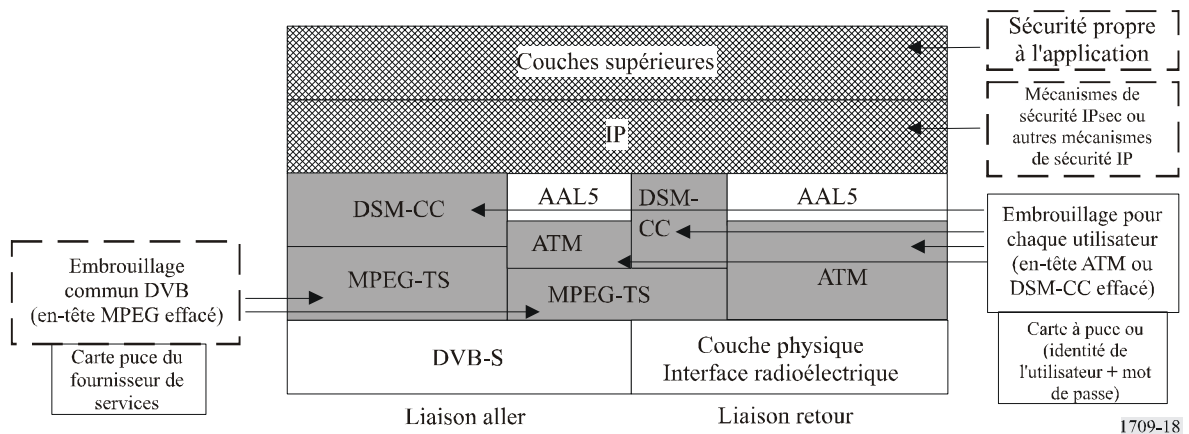 Sécurité propre
à l'application
Couches supérieures
Mécanismes de
sécurité IPsec ou
autres mécanismes
de sécurité IP
IP
DSM-CC
AAL5
DSM-
CC
AAL5
ATM
Embrouillage pour
chaque utilisateur
(en-tête ATM ou
DSM-CC effacé)
Embrouillage
commun DVB
(en-tête MPEG effacé)
MPEG-TS
MPEG-TS
ATM
Carte puce du
fournisseur de
services
DVB-S
Couche physique
Interface radioélectrique
Carte à puce ou
(identité de
l'utilisateur + mot
de passe)
Liaison aller
Liaison retour
1709-18